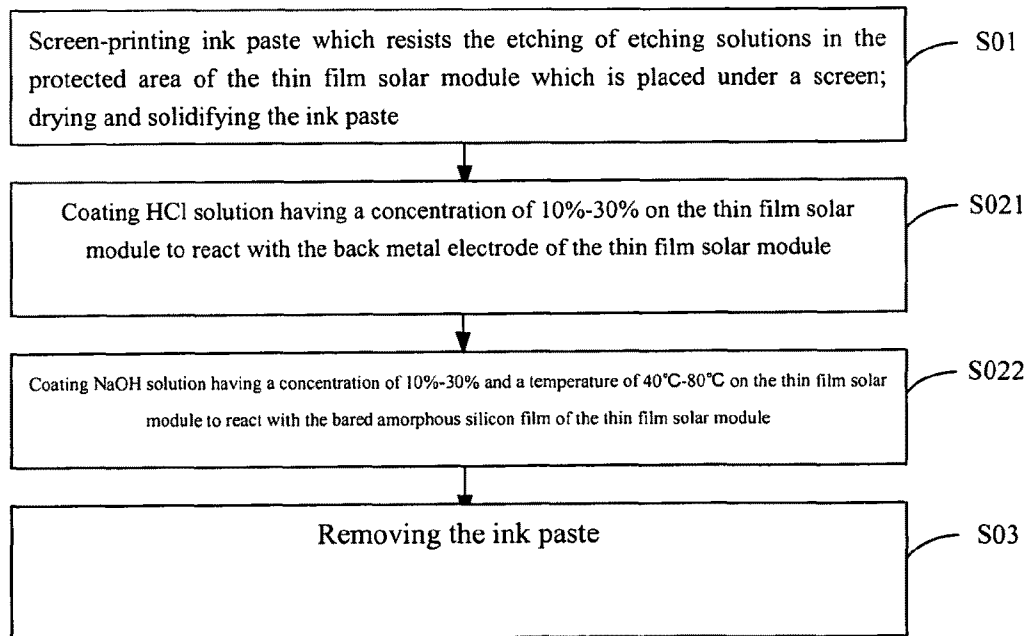 Screen-printing ink paste which resists the etching of etching solutions in the
protected area of the thin film solar module which is placed under a screen;
drying and solidifying the ink paste
S01
Coating HCl solution having a concentration of 10%-30% on the thin film solar
module to react with the back metal electrode of the thin film solar module
S021
Coating NaOH solution having a concentration of 10%-30% and a temperature of 40℃-80℃ on the thin film solar
module to react with the bared amorphous silicon film of the thin film solar module
S022
Removing the ink paste
S03